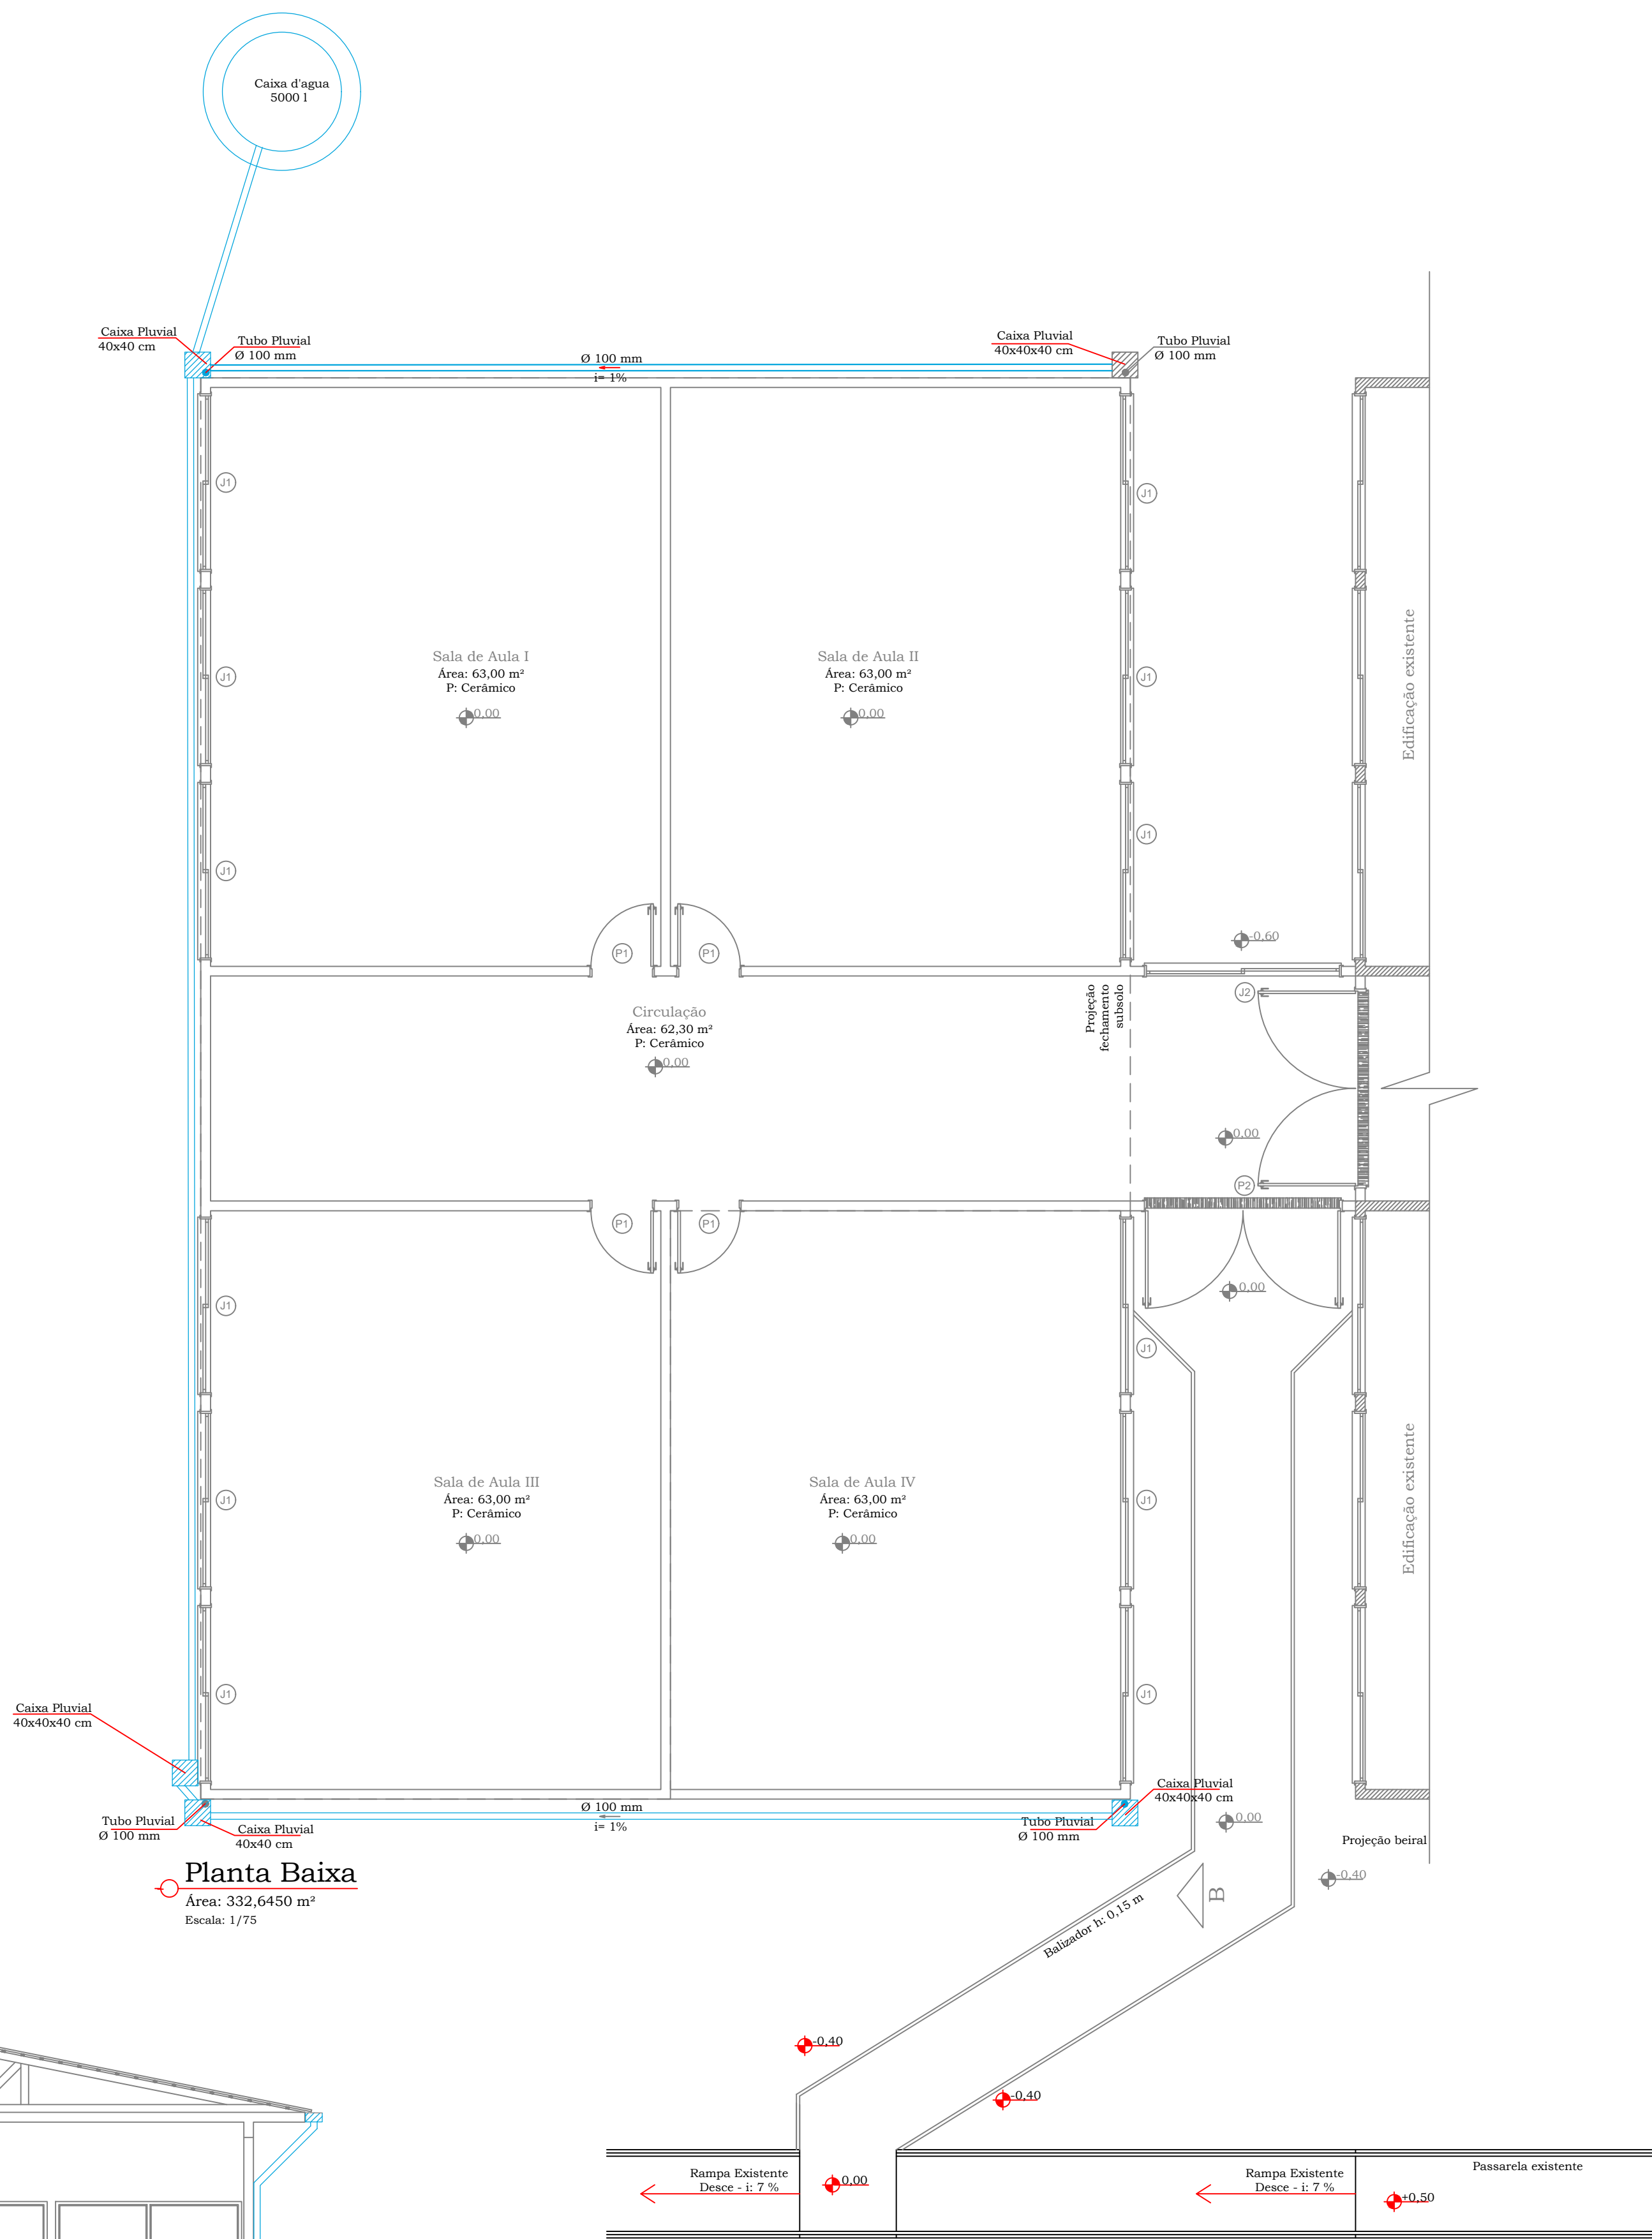 Caixa d'agua
5000 l
Caixa Pluvial
40x40 cm
Tubo Pluvial
Ø 100 mm
Ø 100 mm
i= 1%
Caixa Pluvial
40x40x40 cm
Tubo Pluvial
Ø 100 mm
J1
J1
J1
J1
J1
J1
Sala de Aula I
Área: 63,00 m²
P: Cerâmico
0,00
Sala de Aula II
Área: 63,00 m²
P: Cerâmico
0,00
Edificação existente
P1
P1
-0,60
Circulação
Área: 62,30 m²
P: Cerâmico
0,00
Projeção
fechamento
subsolo
J2
0,00
P2
P1
P1
0,00
J1
J1
J1
J1
J1
J1
Sala de Aula III
Área: 63,00 m²
P: Cerâmico
0,00
Sala de Aula IV
Área: 63,00 m²
P: Cerâmico
0,00
Edificação existente
Caixa Pluvial
40x40x40 cm
Tubo Pluvial
Ø 100 mm
Caixa Pluvial
40x40 cm
Ø 100 mm
i= 1%
Tubo Pluvial
Ø 100 mm
Caixa Pluvial
40x40x40 cm
0,00
Projeção beiral
-0,40
Planta Baixa
Área: 332,6450 m²
Escala: 1/75
B
Balizador h: 0,15 m
-0,40
-0,40
Rampa Existente
Desce - i: 7 %
0,00
Rampa Existente
Desce - i: 7 %
Passarela existente
+0,50